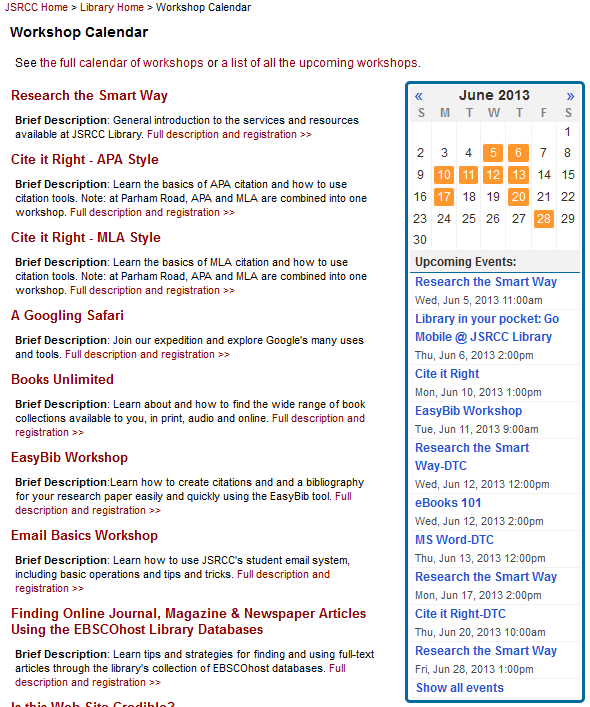 JSRCC Home > Library Home > Workshop Calendar
Workshop Calendar
See the full calendar of workshops or a list of all the upcoming workshops.
Research the Smart Way
Brief Description: General introduction to the services and resources
available at JSRCC Library. Full description and registration >>
Cite it Right - APA Style
Brief Description: Learn the basics of APA citation and how to use
citation tools. Note: at Parham Road, APA and MLA are combined into one
workshop. Full description and registration >>
Cite it Right - MLA Style
Brief Description: Learn the basics of MLA citation and how to use
citation tools. Note: at Parham Road, APA and MLA are combined into one
workshop. Full description and registration >>
A Googling Safari
Brief Description: Join our expedition and explore Google's many uses
and tools. Full description and registration >>
Books Unlimited
Brief Description: Learn about and how to find the wide range of book
collections available to you, in print, audio and online. Full description and
registration >>
EasyBib Workshop
Brief Description:Learn how to create citations and and a bibliography
for your research paper easily and quickly using the EasyBib tool. Full
description and registration >>
Email Basics Workshop
Brief Description: Learn how to use JSRCC's student email system,
including basic operations and tips and tricks. Full description and
registration >>
Finding Online Journal, Magazine & Newspaper Articles
Using the EBSCOhost Library Databases
Brief Description: Learn tips and strategies for finding and using full-text
articles through the library's collection of EBSCOhost databases. Full
description and registration >>
Is this Web Site Credible?
« June 2013 »
S M T W T F S
1
2 3 4 5 6 7 8
9 10 11 12 13 14 15
16 17 18 19 20 21 22
23 24 25 26 27 28 29
30
Upcoming Events:
Research the Smart Way
Wed, Jun 5, 2013 11:00am
Library in your pocket: Go
Mobile @ JSRCC Library
Thu, Jun 6, 2013 2:00pm
Cite it Right
Mon, Jun 10, 2013 1:00pm
EasyBib Workshop
Tue, Jun 11, 2013 9:00am
Research the Smart
Way-DTC
Wed, Jun 12, 2013 12:00pm
eBooks 101
Wed, Jun 12, 2013 2:00pm
MS Word-DTC
Thu, Jun 13, 2013 12:00pm
Research the Smart Way
Mon, Jun 17, 2013 2:00pm
Cite it Right-DTC
Thu, Jun 20, 2013 10:00am
Research the Smart Way
Fri, Jun 28, 2013 1:00pm
Show all events